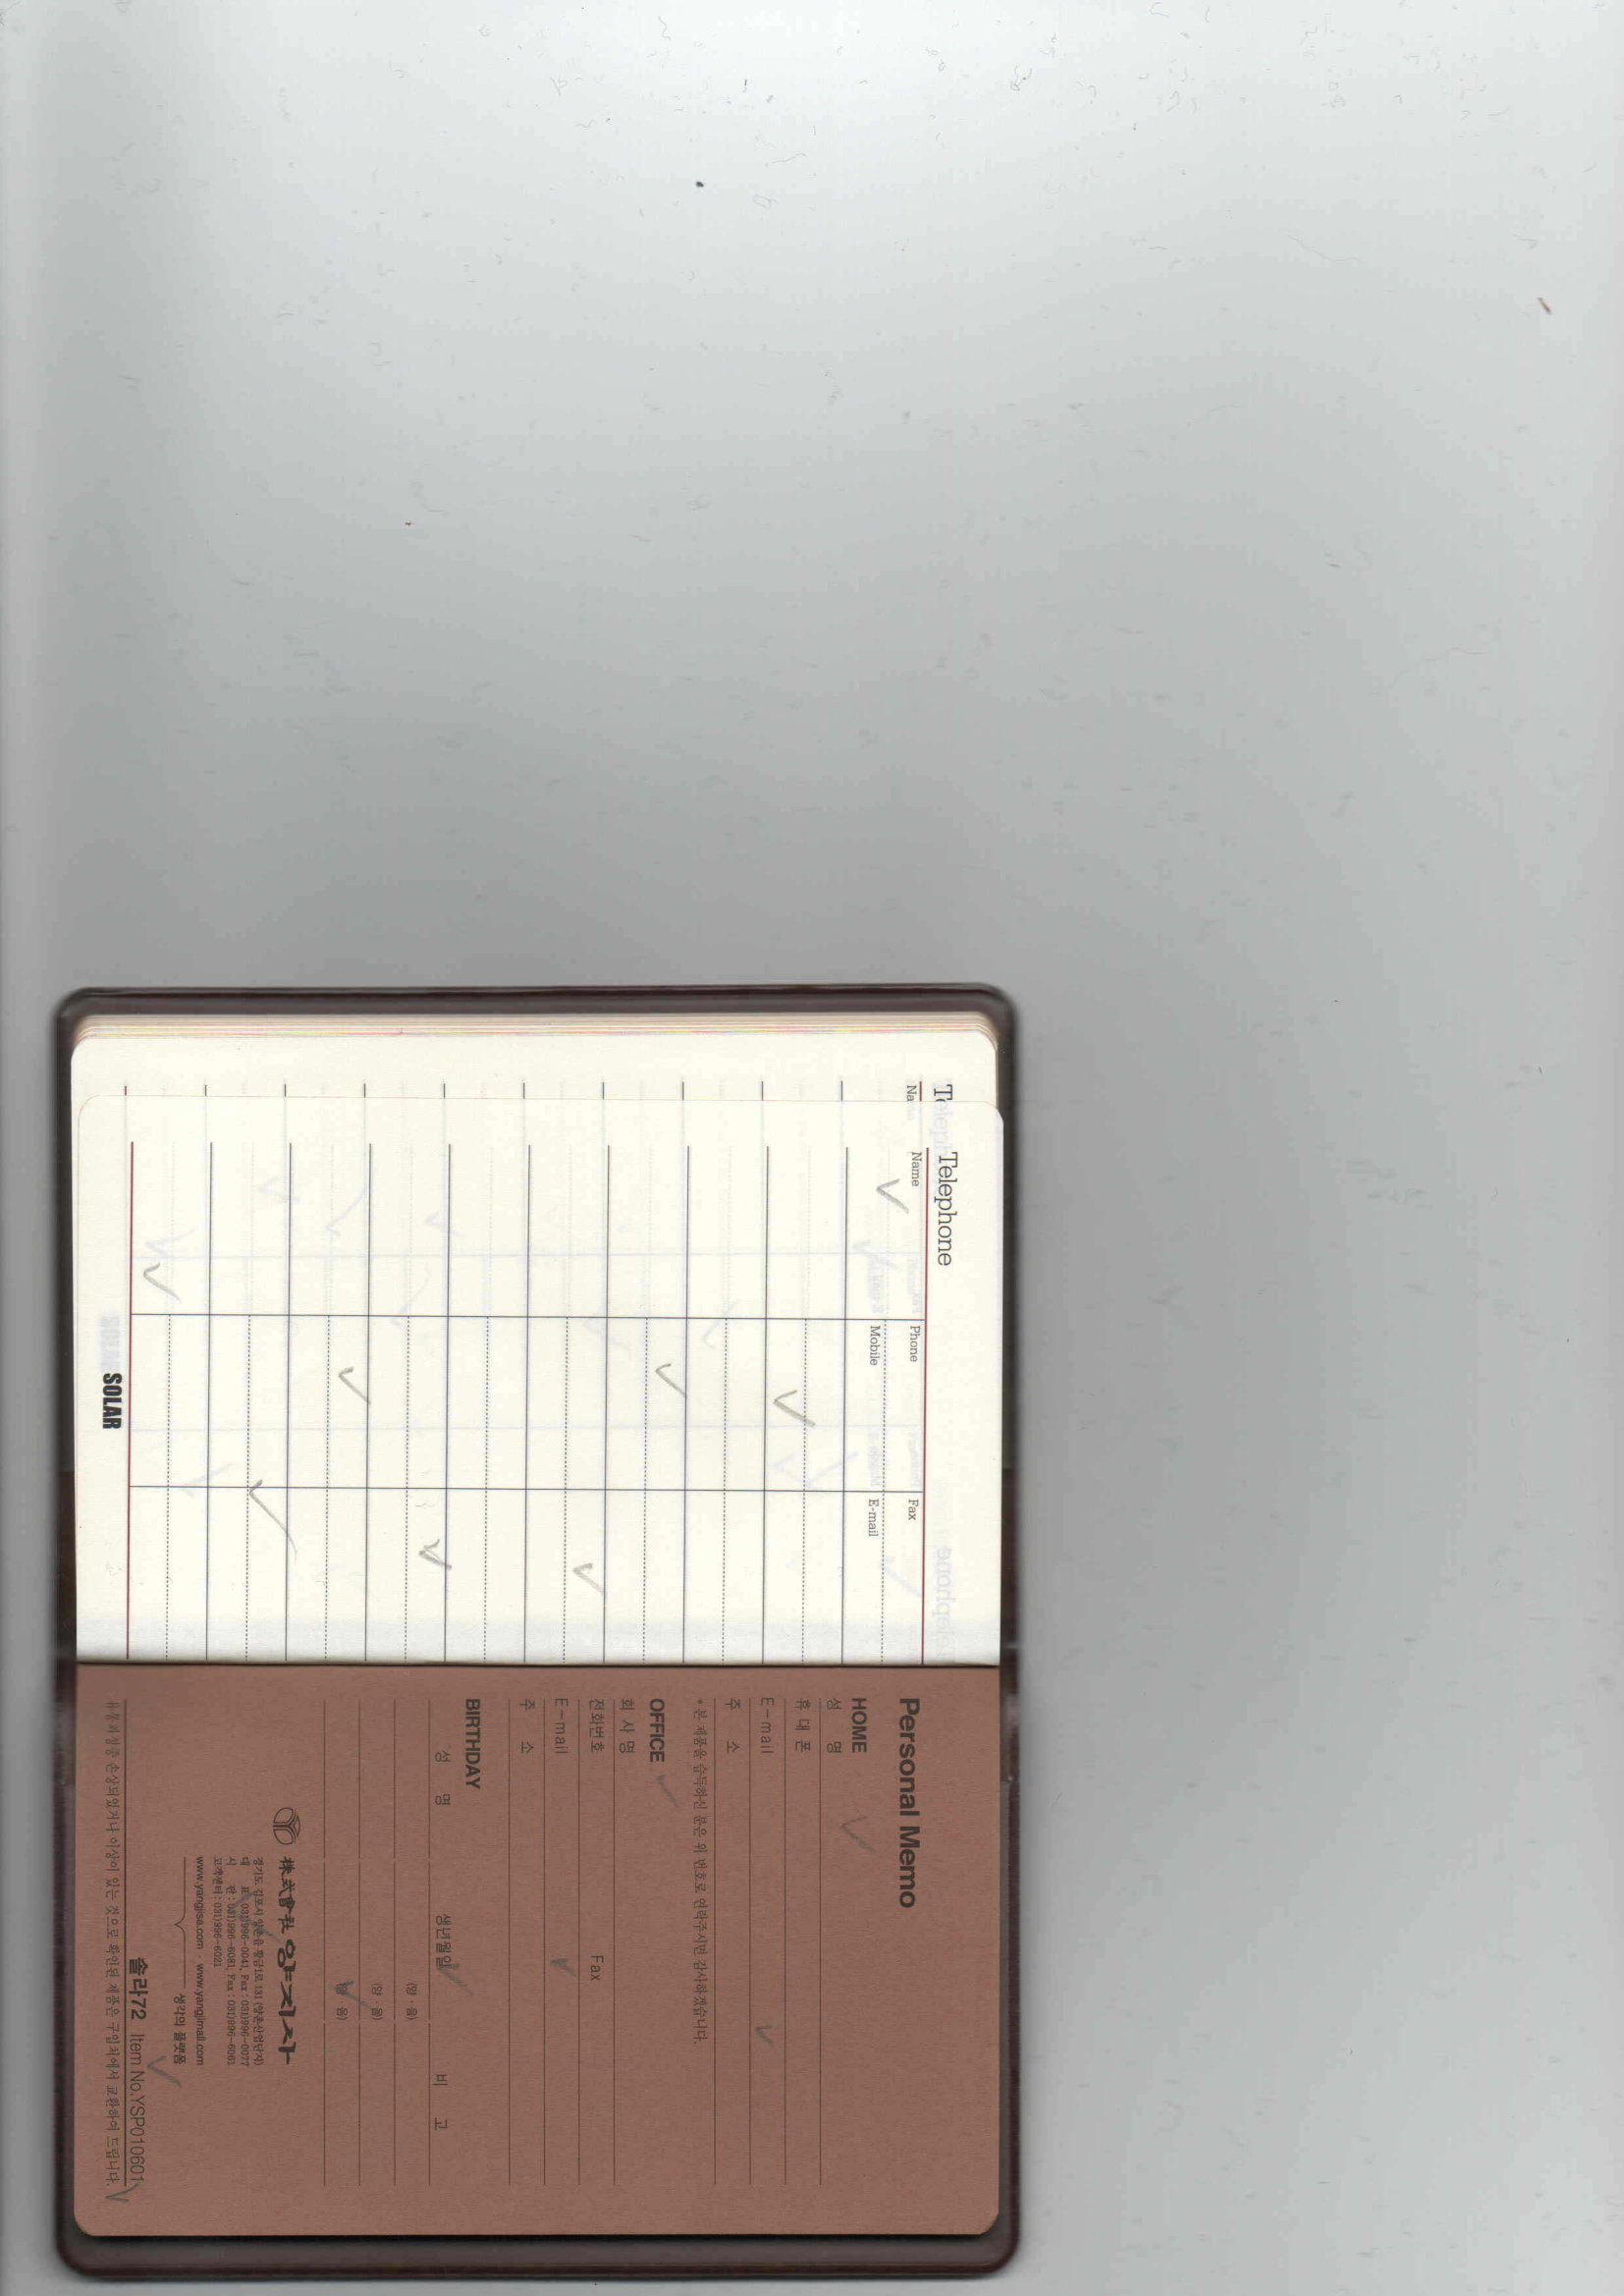 Te
Na
Telephone
Name Phone Fax
Mobile E-mail
SOLAR
Personal Memo
HOME
성 명
휴 대 폰
E-mail
주 소
* 본 제품을 습득하신 분은 위 번호로 연락주시면 감사하겠습니다.
OFFICE
회 사 명
전화번호 Fax
E-mail
주 소
BIRTHDAY
성 명 생년월일 비 고
(양 · 음)
(양 · 음)
(양 · 음)
株式會社 양지사
경기도 김포시 양촌읍 황금1로 131 (양촌산업단지)
대 표 : 031)996-0041, Fax : 031)996-0077
시 판 : 031)996-6081, Fax : 031)996-6061
고객센터 : 031)996-6021
www.yangjisa.com · www.yangjimall.com
생각의 플랫폼
솔라72 Item No.YSP010601
유통과정중 손상되었거나 이상이 있는 것으로 확인된 제품은 구입처에서 교환하여 드립니다.